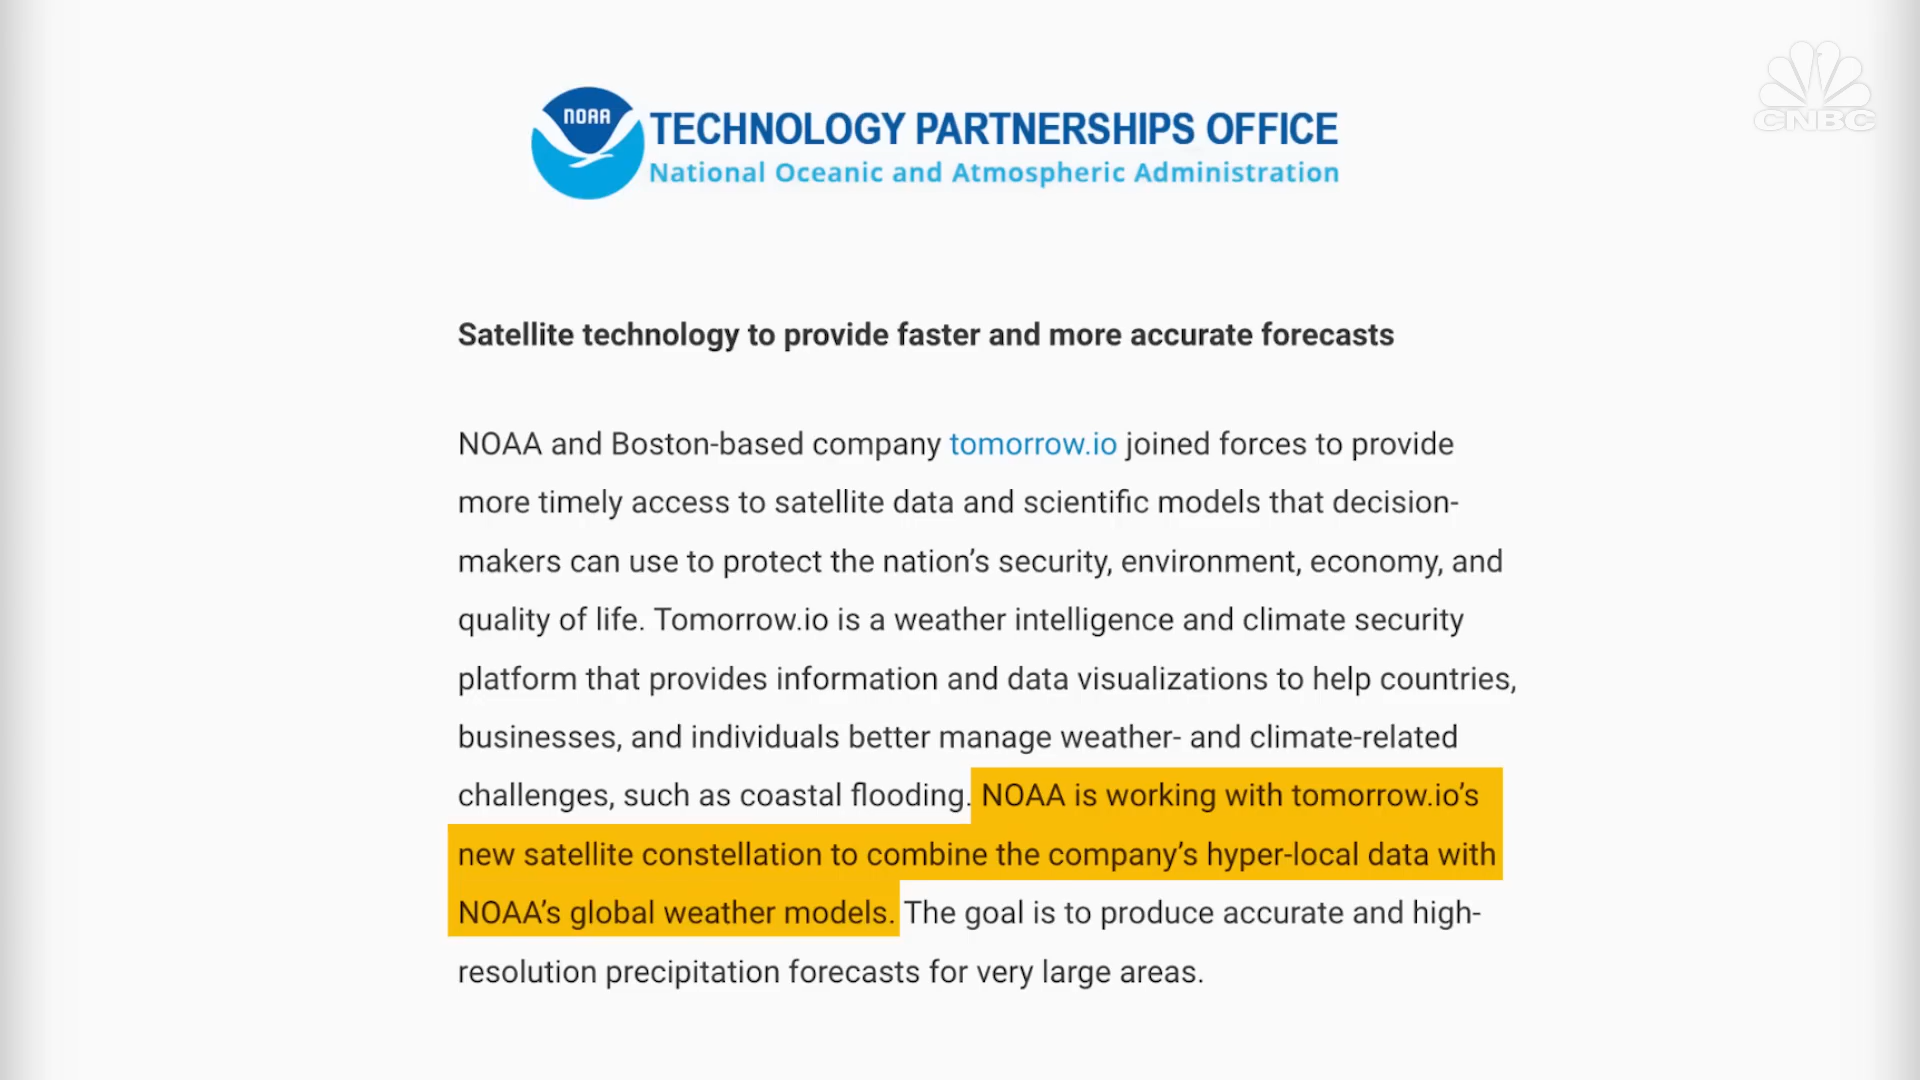 NOAA
TECHNOLOGY PARTNERSHIPS OFFICE
National Oceanic and Atmospheric Administration
CNBC
Satellite technology to provide faster and more accurate forecasts
NOAA and Boston-based company tomorrow.io joined forces to provide
more timely access to satellite data and scientific models that decision-
makers can use to protect the nation’s security, environment, economy, and
quality of life. Tomorrow.io is a weather intelligence and climate security
platform that provides information and data visualizations to help countries,
businesses, and individuals better manage weather- and climate-related
challenges, such as coastal flooding. NOAA is working with tomorrow.io’s
new satellite constellation to combine the company’s hyper-local data with
NOAA’s global weather models. The goal is to produce accurate and high-
resolution precipitation forecasts for very large areas.